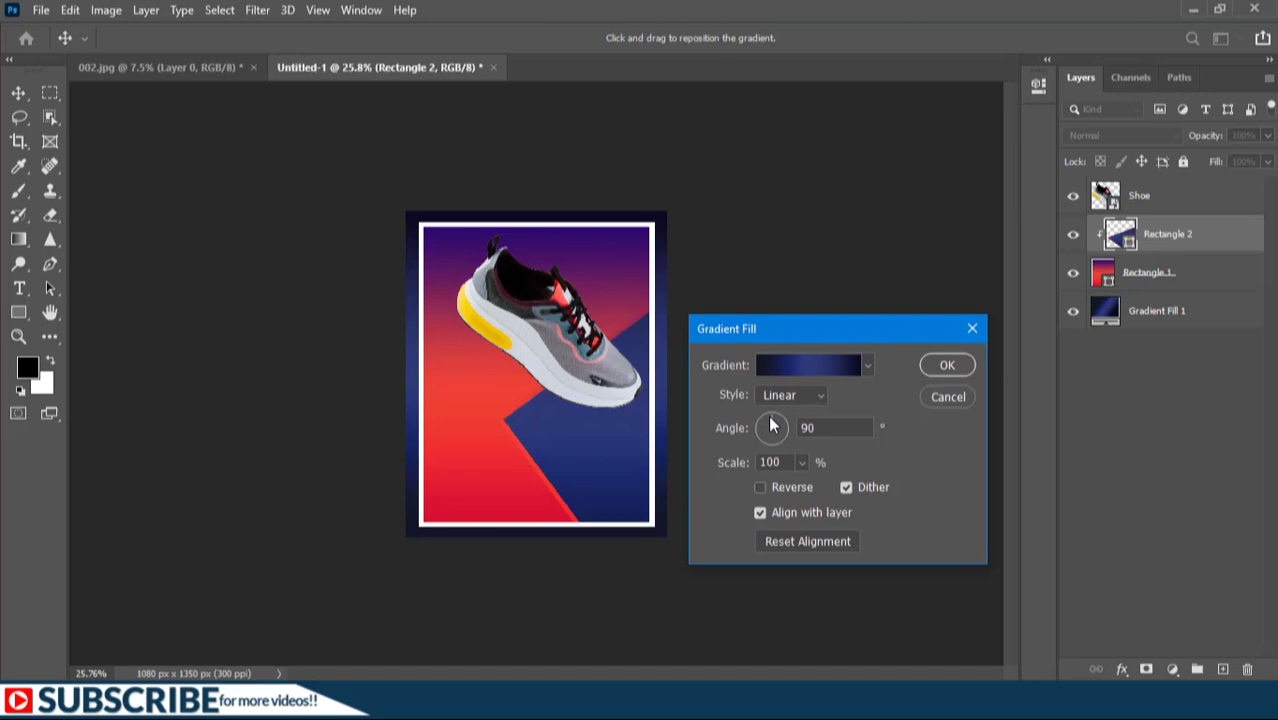 Ps File Edit Image Layer Type Select Filter 3D View Window Help
Click and drag to reposition the gradient.
002.jpg @ 7.5% (Layer 0, RGB/8) * × Untitled-1 @ 25.8% (Rectangle 2, RGB/8) * ×
Layers Channels Paths
Kind
Normal Opacity: 100%
Lock: Fill: 100%
Shoe
Rectangle 2
Rectangle 1
Gradient Fill 1
Gradient Fill
Gradient: OK
Style: Linear Cancel
Angle: 90 °
Scale: 100 %
Reverse Dither
Align with layer
Reset Alignment
25.76% 1080 px x 1350 px (300 ppi)
SUBSCRIBE for more videos!!